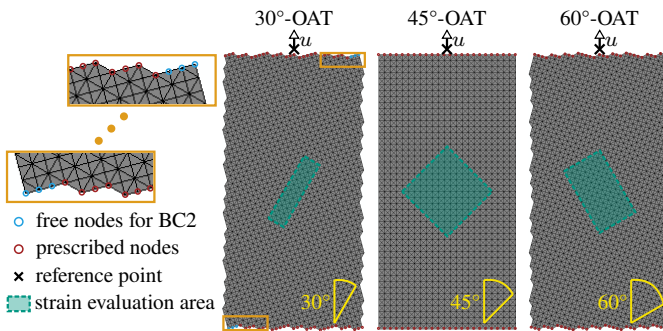 30°-OAT 45°-OAT 60°-OAT
u u u
free nodes for BC2
prescribed nodes
reference point
strain evaluation area
30° 45° 60°